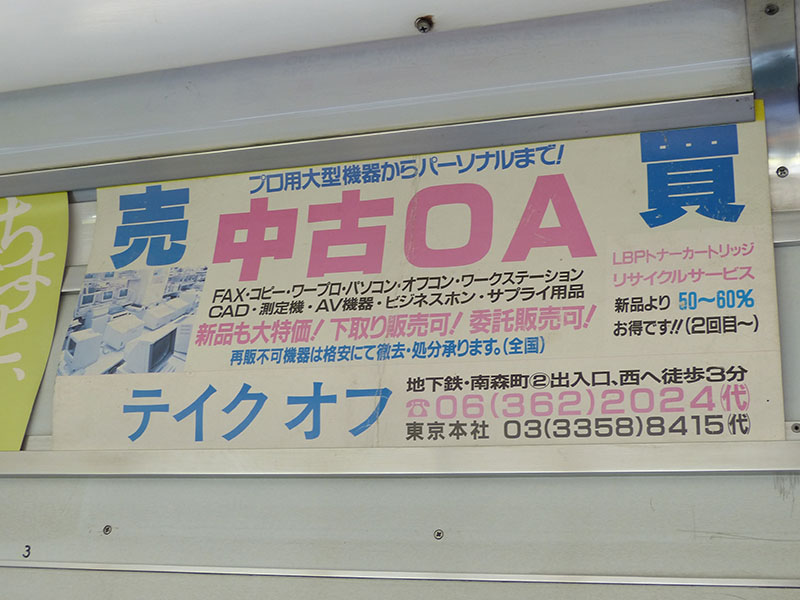 プロ用大型機器からパーソナルまで!
売 中古OA 買
FAX・コピー・ワープロ・パソコン・オフコン・ワークステーション
CAD・測定機・AV機器・ビジネスホン・サプライ用品
新品も大特価! 下取り販売可! 委託販売可!
再販不可機器は格安にて撤去・処分承ります。(全国)
LBPトナーカートリッジ
リサイクルサービス
新品より 50〜60%
お得です!!(2回目〜)
テイクオフ
地下鉄・南森町②出入口、西へ徒歩3分
☎06(362)2024㈹
東京本社 03(3358)8415㈹
3